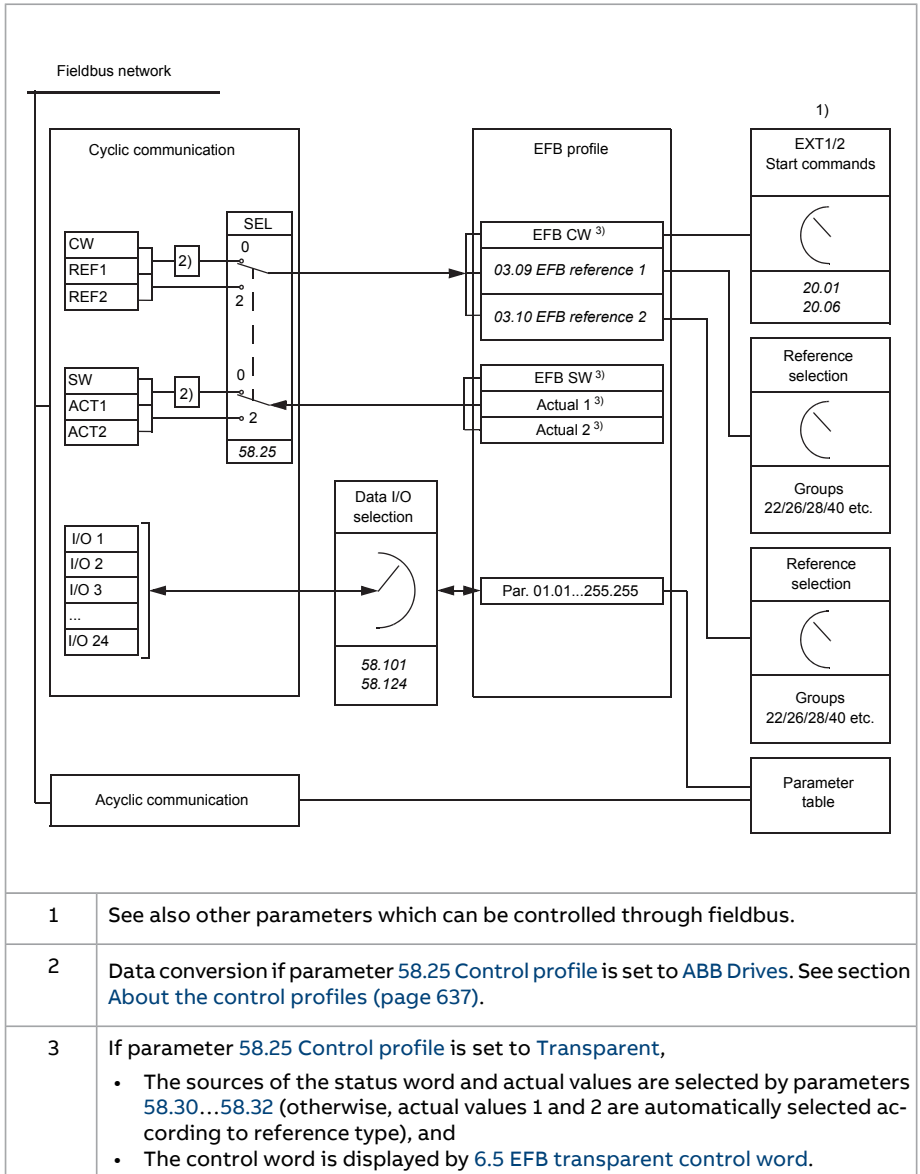 Fieldbus network
1)
Cyclic communication
EFB profile
EXT1/2
Start commands
SEL
CW
REF1
REF2
2)
0
2
EFB CW 3)
03.09 EFB reference 1
03.10 EFB reference 2
20.01
20.06
SW
ACT1
ACT2
2)
0
2
58.25
EFB SW 3)
Actual 1 3)
Actual 2 3)
Reference
selection
Groups
22/26/28/40 etc.
I/O 1
I/O 2
I/O 3
...
I/O 24
Data I/O
selection
58.101
58.124
Par. 01.01...255.255
Reference
selection
Groups
22/26/28/40 etc.
Acyclic communication
Parameter
table
1 See also other parameters which can be controlled through fieldbus.
2 Data conversion if parameter 58.25 Control profile is set to ABB Drives. See section
About the control profiles (page 637).
3 If parameter 58.25 Control profile is set to Transparent,
• The sources of the status word and actual values are selected by parameters
58.30…58.32 (otherwise, actual values 1 and 2 are automatically selected ac-
cording to reference type), and
• The control word is displayed by 6.5 EFB transparent control word.